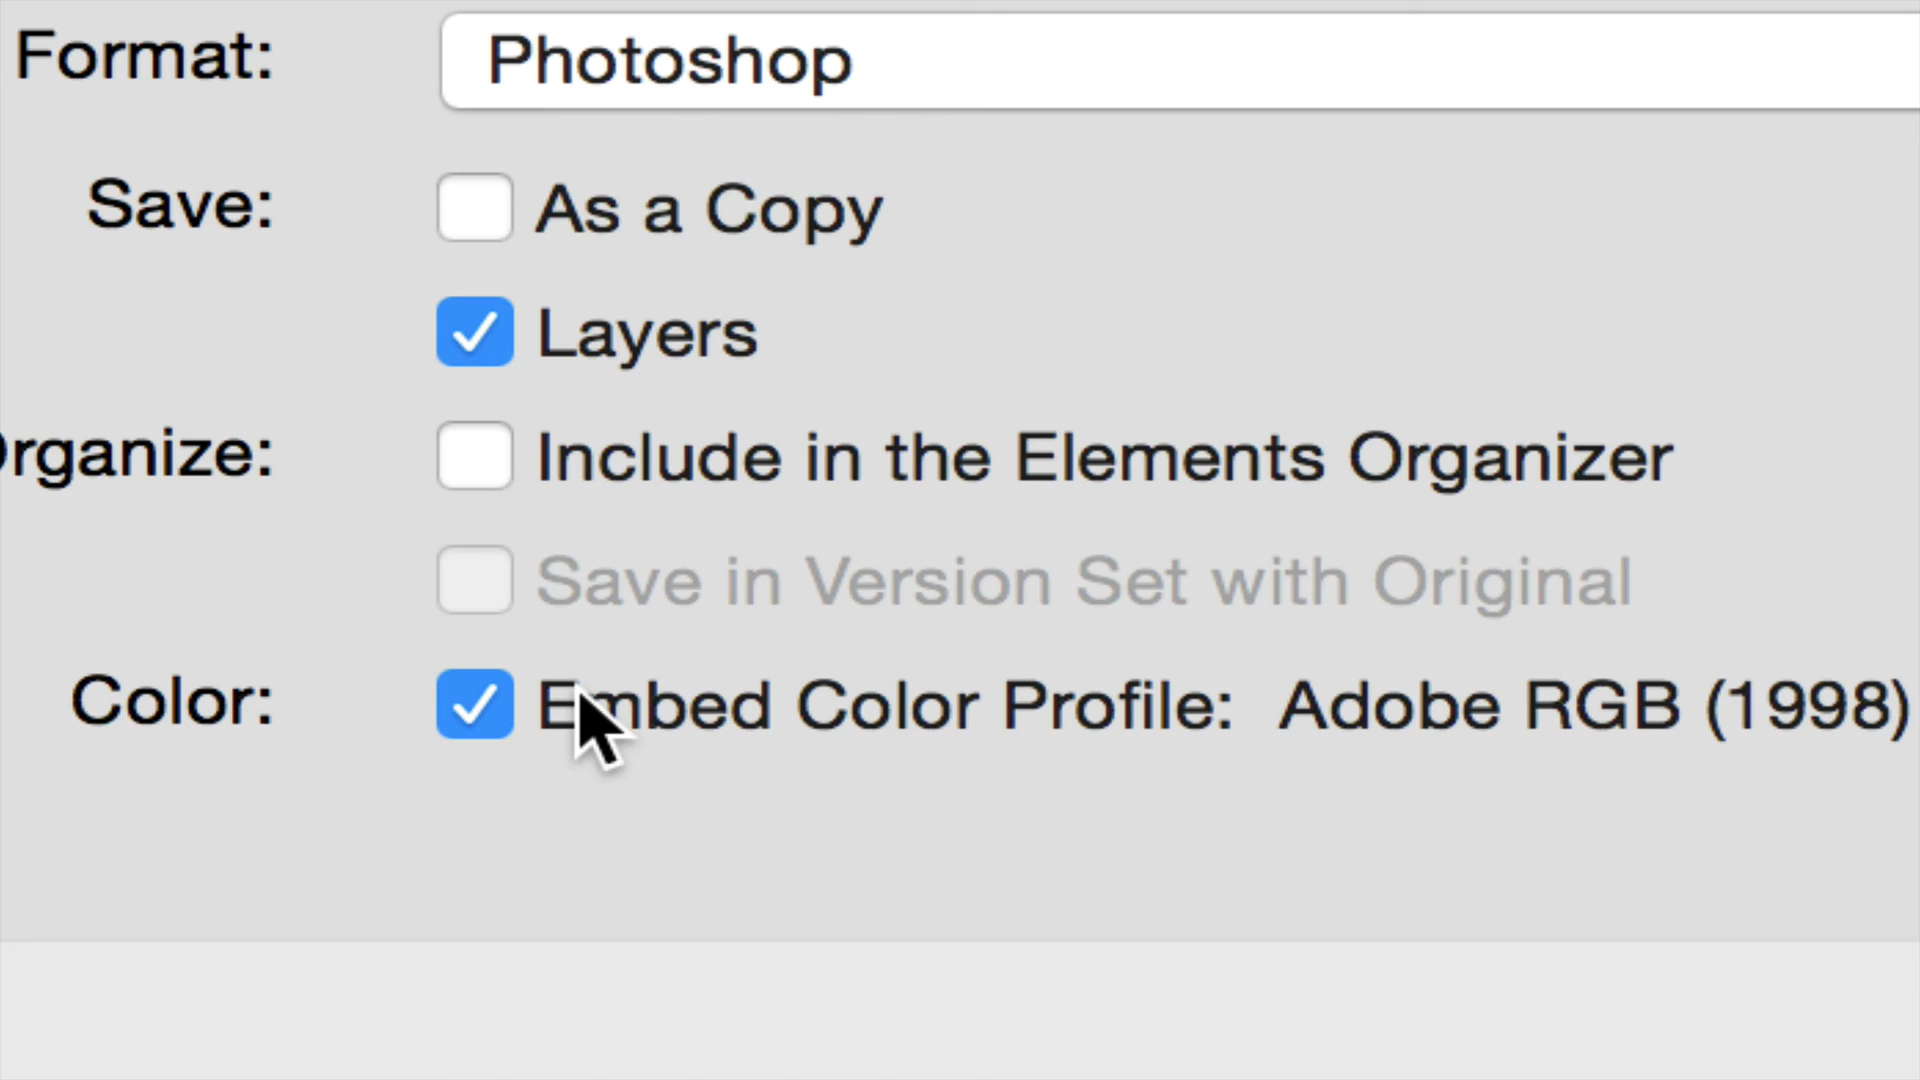 Format: Photoshop
Save: As a Copy
Layers
Organize: Include in the Elements Organizer
Save in Version Set with Original
Color: Embed Color Profile: Adobe RGB (1998)